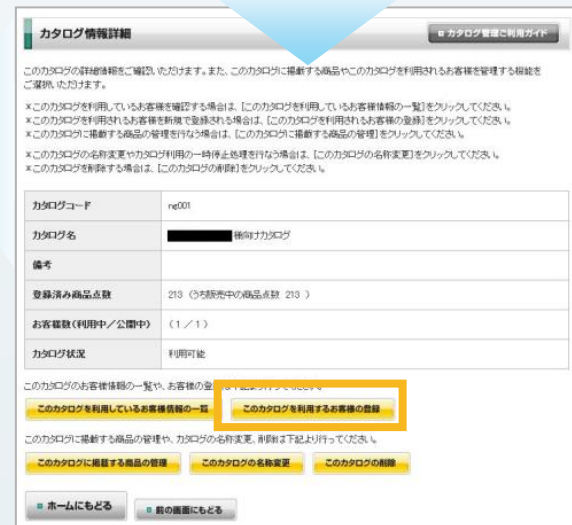 カタログ情報詳細
カタログ管理ご利用ガイド
このカタログの詳細情報をご確認いただけます。また、このカタログに掲載する商品やこのカタログを利用されるお客様を管理する機能を
ご選択いただけます。
※このカタログを利用しているお客様を確認する場合は、[このカタログを利用しているお客様情報の一覧]をクリックしてください。
※このカタログを利用されるお客様を新規で登録される場合は、[このカタログを利用されるお客様の登録]をクリックしてください。
※このカタログに掲載する商品の管理を行なう場合は、[このカタログに掲載する商品の管理]をクリックしてください。
※このカタログの名称変更やカタログ利用の一時停止処理を行なう場合は、[このカタログの名称変更]をクリックしてください。
※このカタログを削除する場合は、[このカタログの削除]をクリックしてください。
カタログコード ng001
カタログ名 様向けカタログ
備考
登録済み商品点数 213 (うち販売中の商品点数 213 )
お客様数(利用中/公開中) (1/1)
カタログ状況 利用可能
このカタログのお客様情報の一覧や、お客様の登
このカタログを利用しているお客様情報の一覧 このカタログを利用するお客様の登録
このカタログに掲載する商品の管理や、カタログの名称変更、削除は下記より行ってください。
このカタログに掲載する商品の管理 このカタログの名称変更 このカタログの削除
ホームにもどる 前の画面にもどる